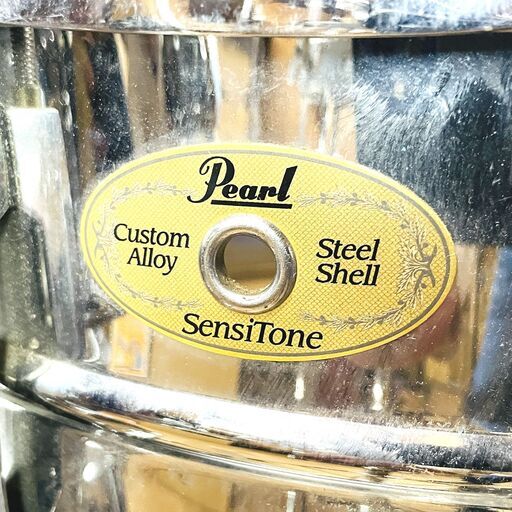 Pearl
Custom Alloy
Steel Shell
SensiTone